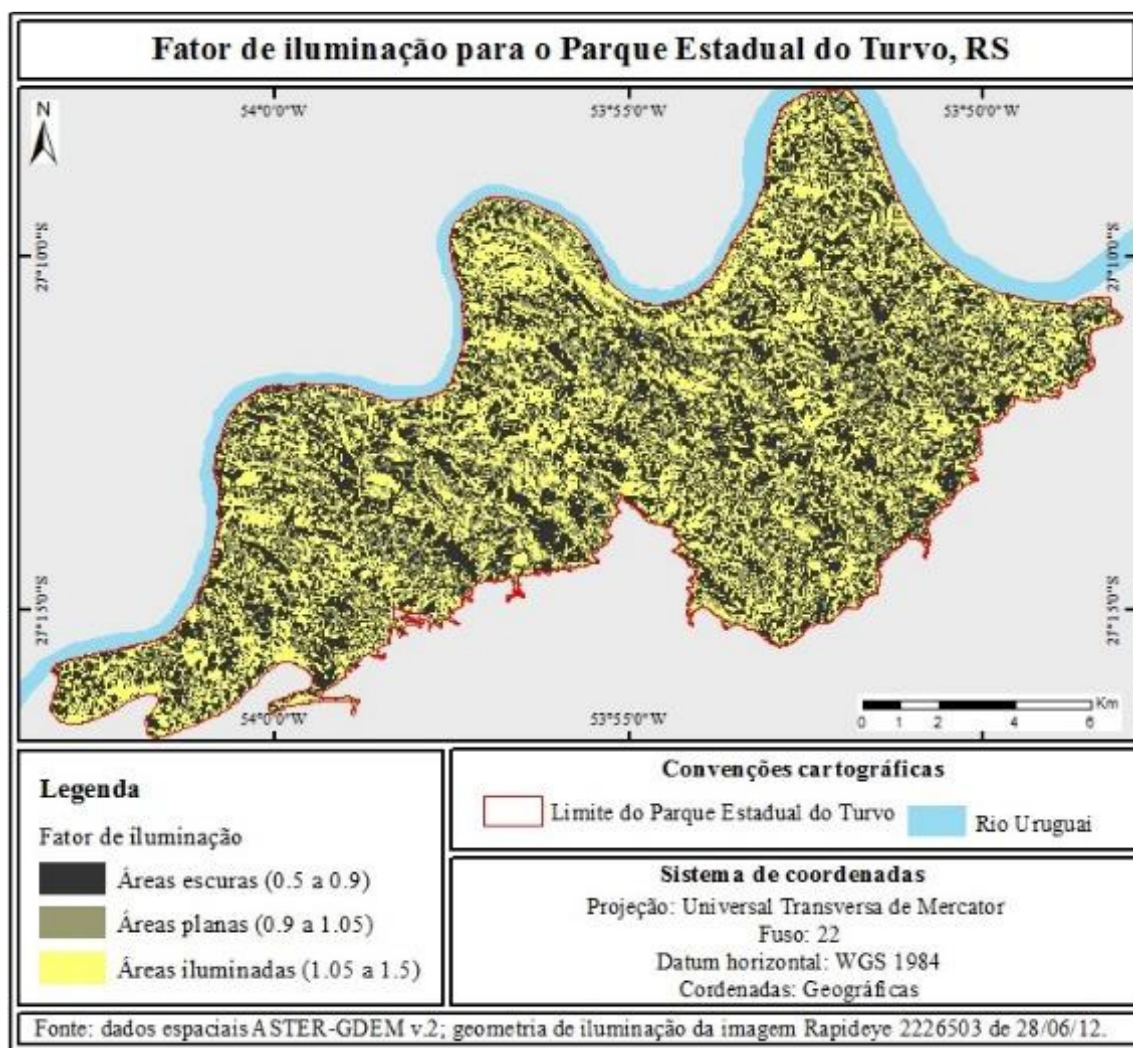 Fator de iluminação para o Parque Estadual do Turvo, RS
N
54°0'0"W
53°55'0"W
53°50'0"W
27°10'0"S
27°10'0"S
27°15'0"S
27°15'0"S
54°0'0"W
53°55'0"W
Km
0 1 2 4 6
Legenda
Fator de iluminação
Áreas escuras (0.5 a 0.9)
Áreas planas (0.9 a 1.05)
Áreas iluminadas (1.05 a 1.5)
Convenções cartográficas
Limite do Parque Estadual do Turvo
Rio Uruguai
Sistema de coordenadas
Projeção: Universal Transversa de Mercator
Fuso: 22
Datum horizontal: WGS 1984
Cordenadas: Geográficas
Fonte: dados espaciais ASTER-GDEM v.2; geometria de iluminação da imagem Rapideye 2226503 de 28/06/12.